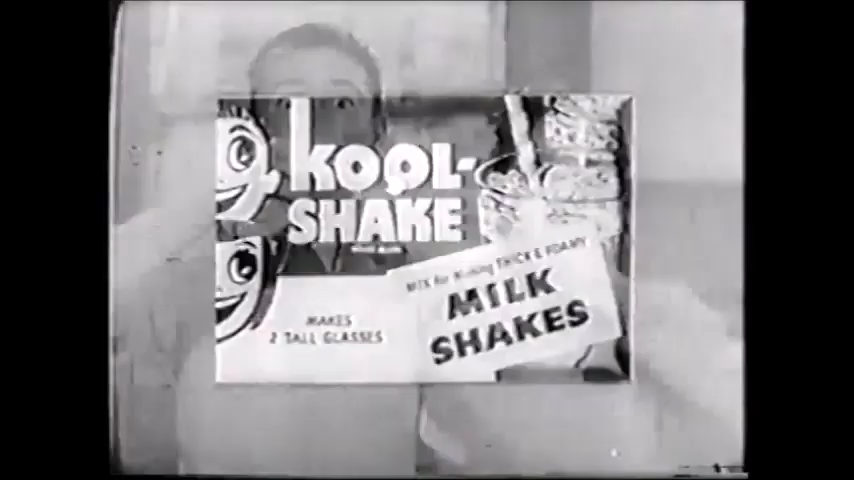 KOOL-
SHAKE
MAKES
2 TALL GLASSES
MIX for Making THICK & FOAMY
MILK
SHAKES